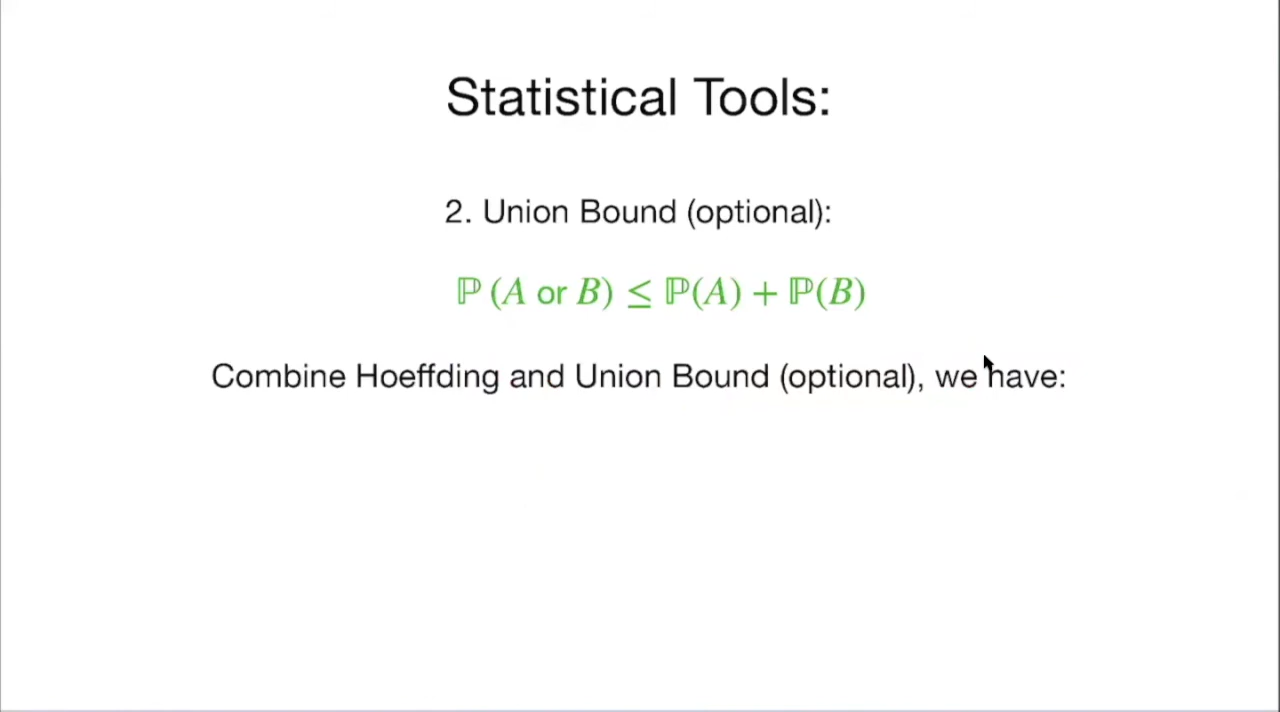 Statistical Tools:
2. Union Bound (optional):
ℙ (A or B) ≤ ℙ(A) + ℙ(B)
Combine Hoeffding and Union Bound (optional), we have: